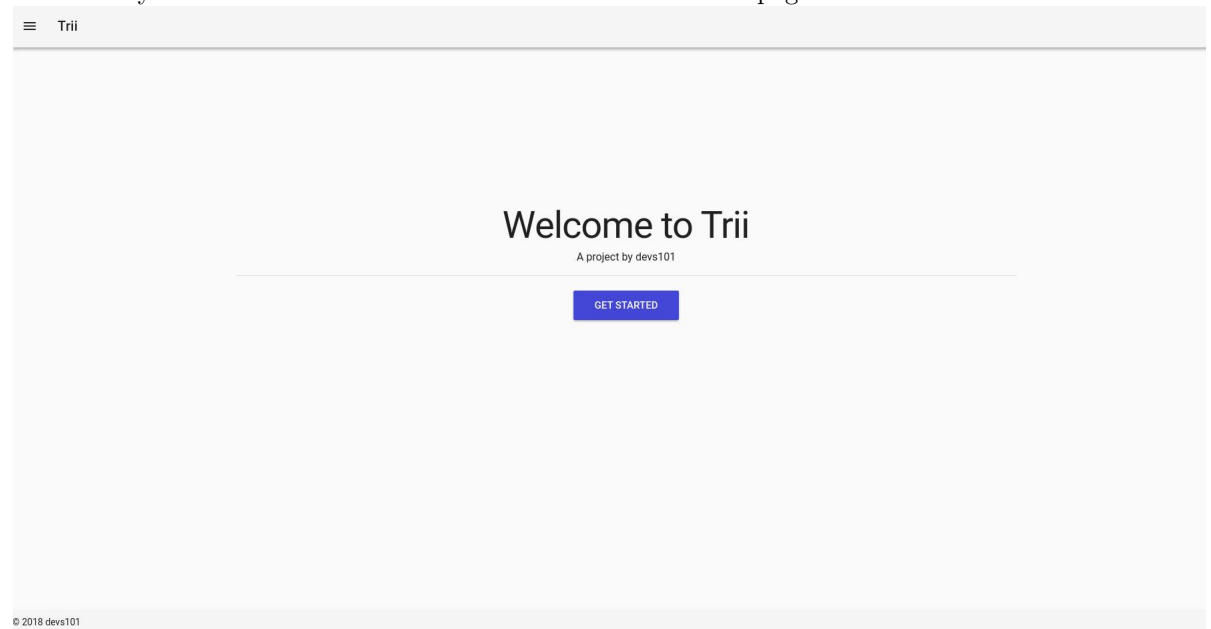 Trii
Welcome to Trii
A project by devs101
GET STARTED
© 2018 devs101